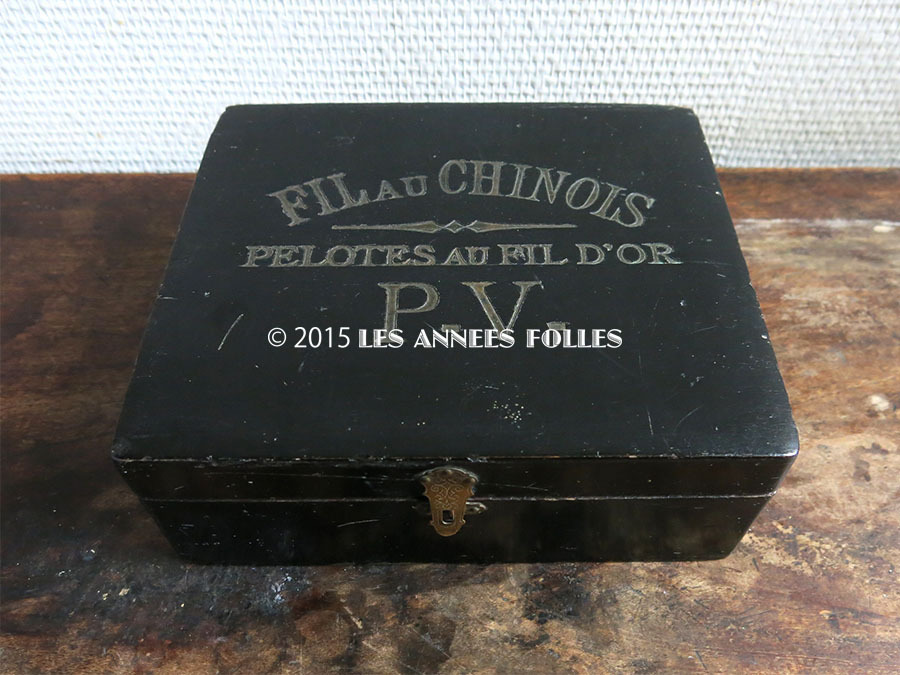 FIL AU CHINOIS
PELOTES AU FIL D'OR
P.V.
© 2015 LES ANNEES FOLLES